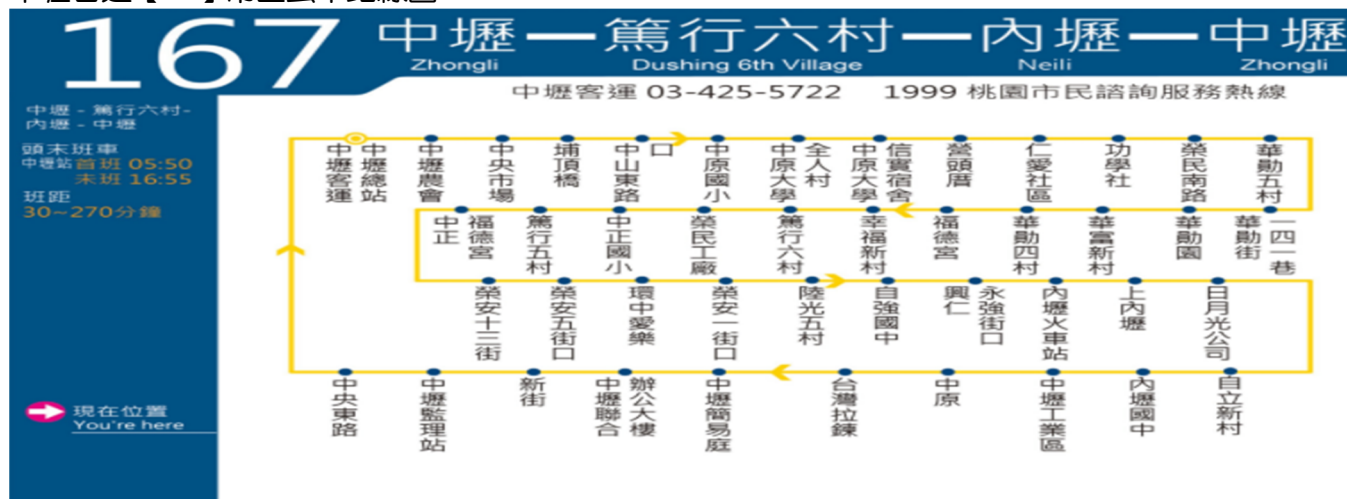 167
中壢—篤行六村—內壢—中壢
Zhongli Dushing 6th Village Neili Zhongli
中壢客運 03-425-5722 1999 桃園市民諮詢服務熱線
中壢 - 篤行六村-
內壢 - 中壢
頭末班車
中壢站 首班 05:50
末班 16:55
班距
30~270分鐘
現在位置
You're here
中壢客運
中壢總站
中壢農會
中央市場
埔頂橋
中山東路
口
中原國小
中原大學
全人村
中原大學
信實宿舍
營頭厝
仁愛社區
功學社
榮民南路
華勛五村
中正
福德宮
篤行五村
中正國小
榮民工廠
篤行六村
幸福新村
福德宮
華勛四村
華富新村
華勛園
華勛街
一四一巷
榮安十三街
榮安五街口
環中愛樂
榮安一街口
陸光五村
自強國中
興仁
永強街口
內壢火車站
上內壢
日月光公司
中央東路
中壢監理站
新街
中壢聯合
辦公大樓
中壢簡易庭
台灣拉鍊
中原
中壢工業區
內壢國中
自立新村